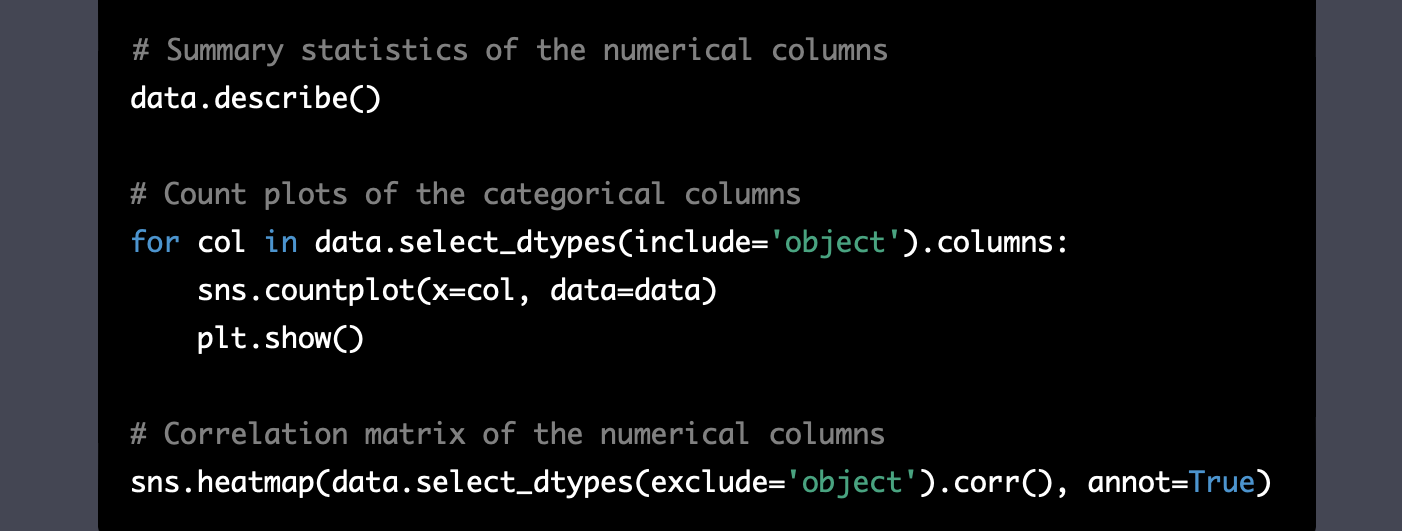 # Summary statistics of the numerical columns
data.describe()
# Count plots of the categorical columns
for col in data.select_dtypes(include='object').columns:
    sns.countplot(x=col, data=data)
    plt.show()
# Correlation matrix of the numerical columns
sns.heatmap(data.select_dtypes(exclude='object').corr(), annot=True)